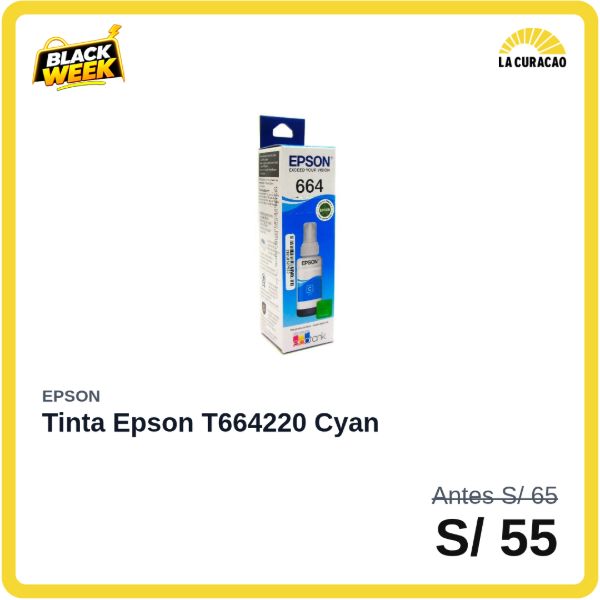 BLACK
WEEK
LA CURACAO
EPSON
EXCEED YOUR VISION
664
EPSON
C
EPSON
Tinta Epson T664220 Cyan
Antes S/ 65
S/ 55